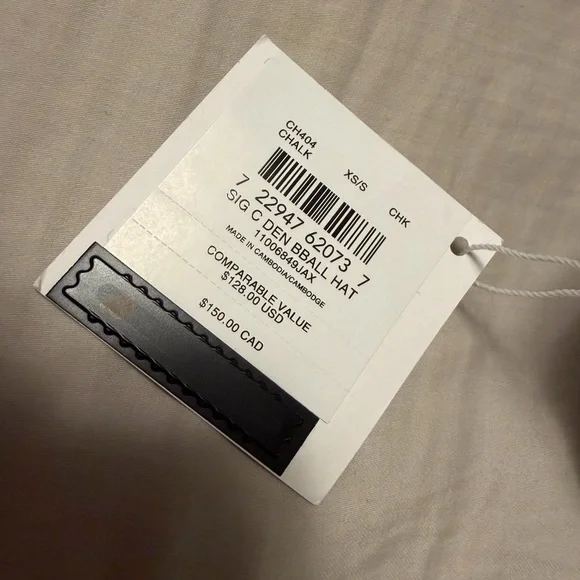 CH404
CHALK XS/S CHK
7 22947 62073 7
SIG C DEN BBALL HAT
11006849JAX
MADE IN CAMBODIA/CAMBODGE
COMPARABLE VALUE
$128.00 USD
$150.00 CAD